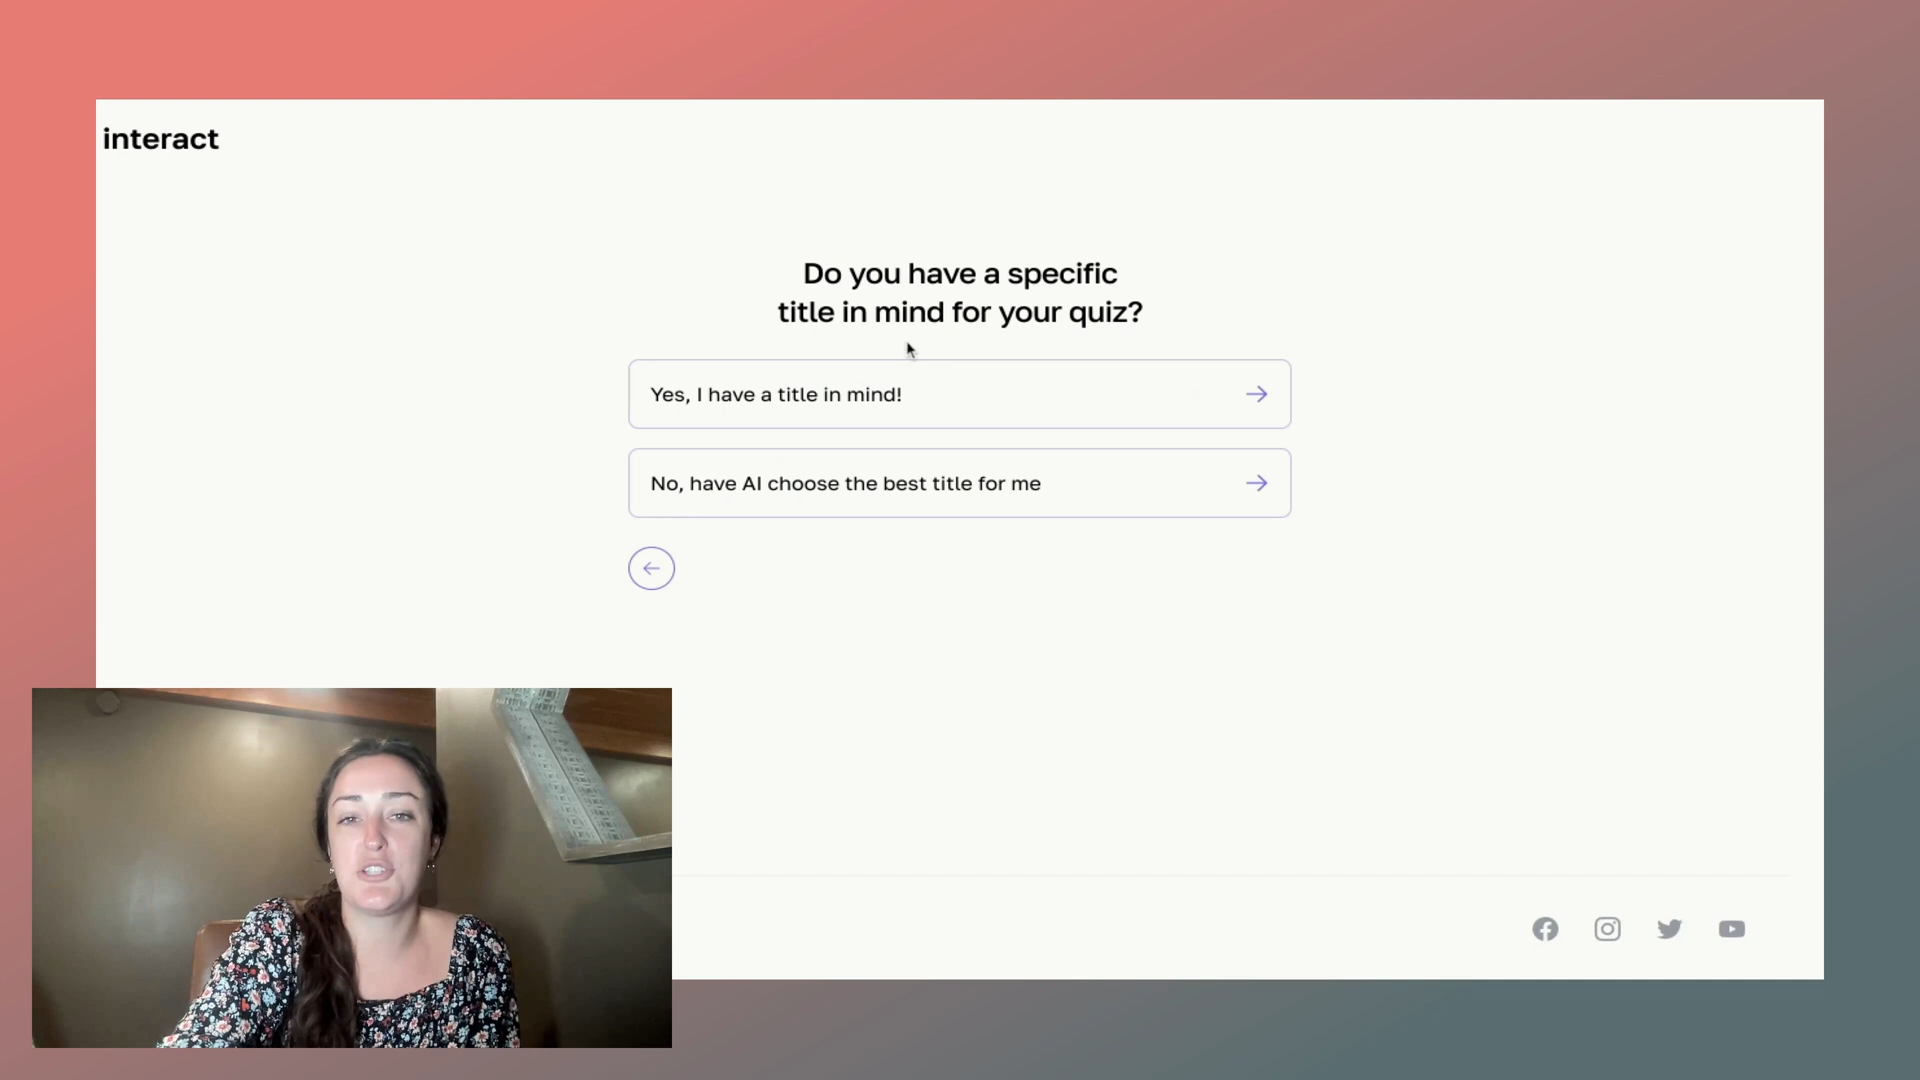 interact
Do you have a specific
title in mind for your quiz?
Yes, I have a title in mind!
No, have AI choose the best title for me